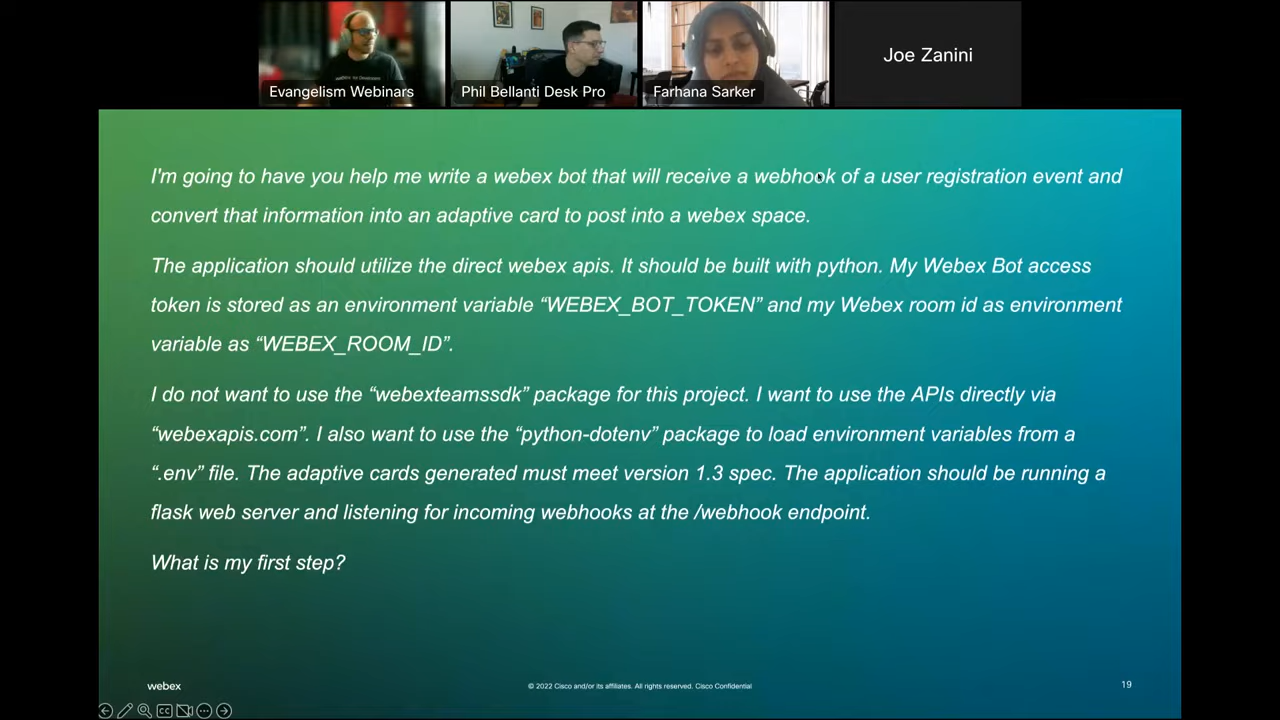 Evangelism Webinars
Phil Bellanti Desk Pro
Farhana Sarker
Joe Zanini
I'm going to have you help me write a webex bot that will receive a webhook of a user registration event and
convert that information into an adaptive card to post into a webex space.
The application should utilize the direct webex apis. It should be built with python. My Webex Bot access
token is stored as an environment variable “WEBEX_BOT_TOKEN” and my Webex room id as environment
variable as “WEBEX_ROOM_ID”.
I do not want to use the “webexteamssdk” package for this project. I want to use the APIs directly via
“webexapis.com”. I also want to use the “python-dotenv” package to load environment variables from a
“.env” file. The adaptive cards generated must meet version 1.3 spec. The application should be running a
flask web server and listening for incoming webhooks at the /webhook endpoint.
What is my first step?
webex
© 2022 Cisco and/or its affiliates. All rights reserved. Cisco Confidential
19
CC